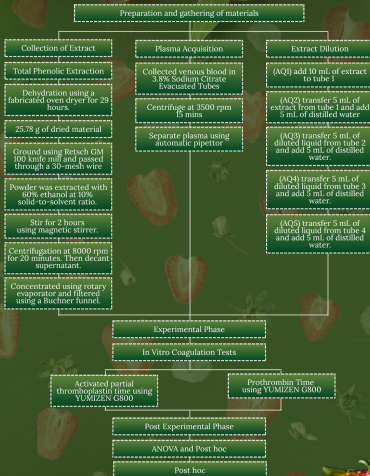 Preparation and gathering of materials
Collection of Extract
Total Phenolic Extraction
Dehydration using a
fabricated oven dryer for 29
hours.
25.78 g of dried material
Ground using Retsch GM
100 knife mill and passed
through a 30-mesh wire
Powder was extracted with
60% ethanol at 10%
solid-to-solvent ratio.
Stir for 2 hours
using magnetic stirrer.
Centrifugation at 8000 rpm
for 20 minutes. Then decant
supernatant.
Concentrated using rotary
evaporator and filtered
using a Buchner funnel.
Plasma Acquisition
Collected venous blood in
3.8% Sodium Citrate
Evacuated Tubes
Centrifuge at 3500 rpm
15 mins
Separate plasma using
automatic pipettor
Extract Dilution
(AQ1) add 10 mL of extract
to tube 1
(AQ2) transfer 5 mL of
extract from tube 1 and add
5 mL of distilled water
(AQ3) transfer 5 mL of
diluted liquid from tube 2
and add 5 mL of distilled
water.
(AQ4) transfer 5 mL of
diluted liquid from tube 3
and add 5 mL of distilled
water.
(AQ5) transfer 5 mL of
diluted liquid from tube 4
and add 5 mL of distilled
water.
Experimental Phase
In Vitro Coagulation Tests
Activated partial
thromboplastin time using
YUMIZEN G800
Prothrombin Time
using YUMIZEN G800
Post Experimental Phase
ANOVA and Post hoc
Post hoc